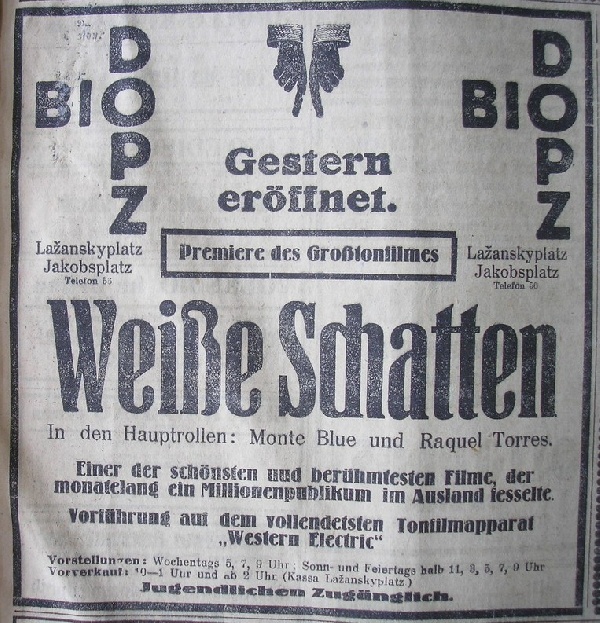 BIO DOPZ
BIO DOPZ
Gestern
eröffnet.
Lažanskyplatz
Jakobsplatz
Telefon
Premiere des Großtonfilmes
Lažanskyplatz
Jakobsplatz
Telefon
Weiße Schatten
In den Hauptrollen: Monte Blue und Raquel Torres.
Einer der schönsten und berühmtesten Filme, der
monatelang ein Millionenpublikum im Ausland fesselte.
Vorführung auf dem vollendetsten Tonfilmapparat
„Western Electric“
Vorstellungen: Wochentags 5, 7, 9 Uhr; Sonn- und Feiertags halb 11, 3, 5, 7, 9 Uhr
Vorverkauf: 10—1 Uhr und ab 2 Uhr (Kassa Lažanskyplatz)
Jugendlichen Zugänglich.